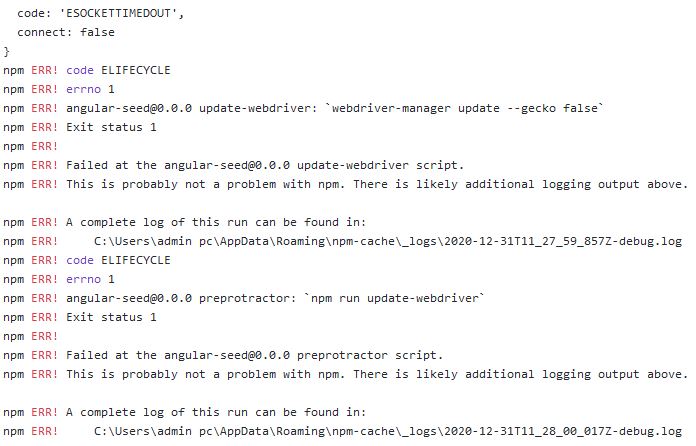 code: 'ESOCKETTIMEDOUT',
connect: false
}
npm ERR! code ELIFECYCLE
npm ERR! errno 1
npm ERR! angular-seed@0.0.0 update-webdriver: `webdriver-manager update --gecko false`
npm ERR! Exit status 1
npm ERR!
npm ERR! Failed at the angular-seed@0.0.0 update-webdriver script.
npm ERR! This is probably not a problem with npm. There is likely additional logging output above.
npm ERR! A complete log of this run can be found in:
npm ERR!     C:\Users\admin pc\AppData\Roaming\npm-cache\_logs\2020-12-31T11_27_59_857Z-debug.log
npm ERR! code ELIFECYCLE
npm ERR! errno 1
npm ERR! angular-seed@0.0.0 preprotractor: `npm run update-webdriver`
npm ERR! Exit status 1
npm ERR!
npm ERR! Failed at the angular-seed@0.0.0 preprotractor script.
npm ERR! This is probably not a problem with npm. There is likely additional logging output above.
npm ERR! A complete log of this run can be found in:
npm ERR!     C:\Users\admin pc\AppData\Roaming\npm-cache\_logs\2020-12-31T11_28_00_017Z-debug.log